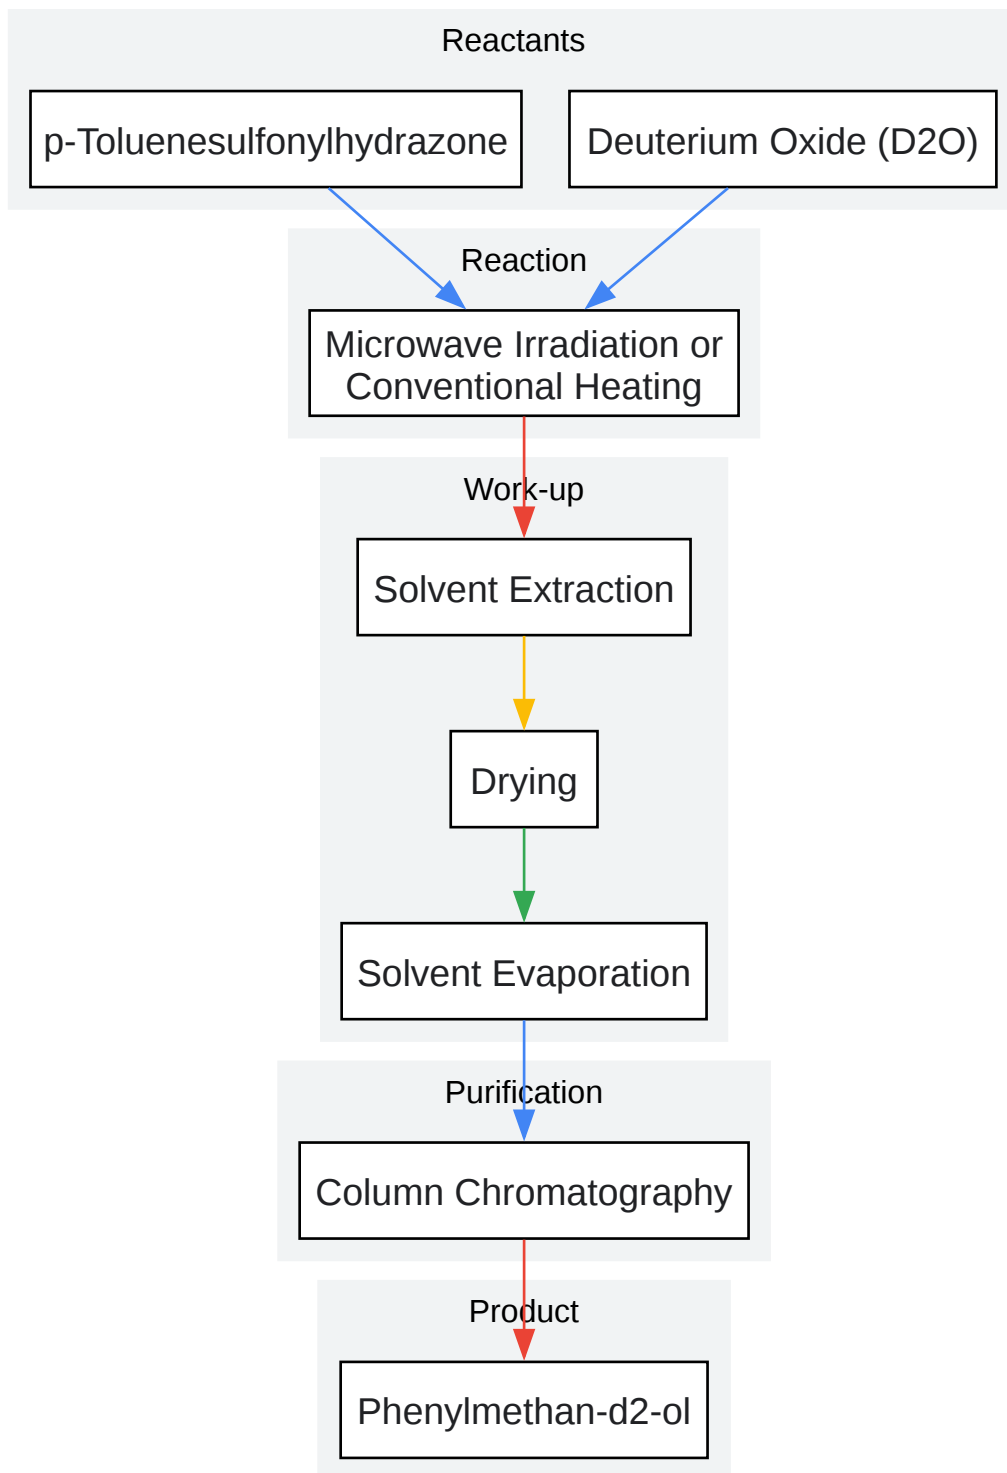 Reactants
p-Toluenesulfonylhydrazone
Deuterium Oxide (D2O)
Reaction
Microwave Irradiation or
Conventional Heating
Work-up
Solvent Extraction
Drying
Solvent Evaporation
Purification
Column Chromatography
Product
Phenylmethan-d2-ol